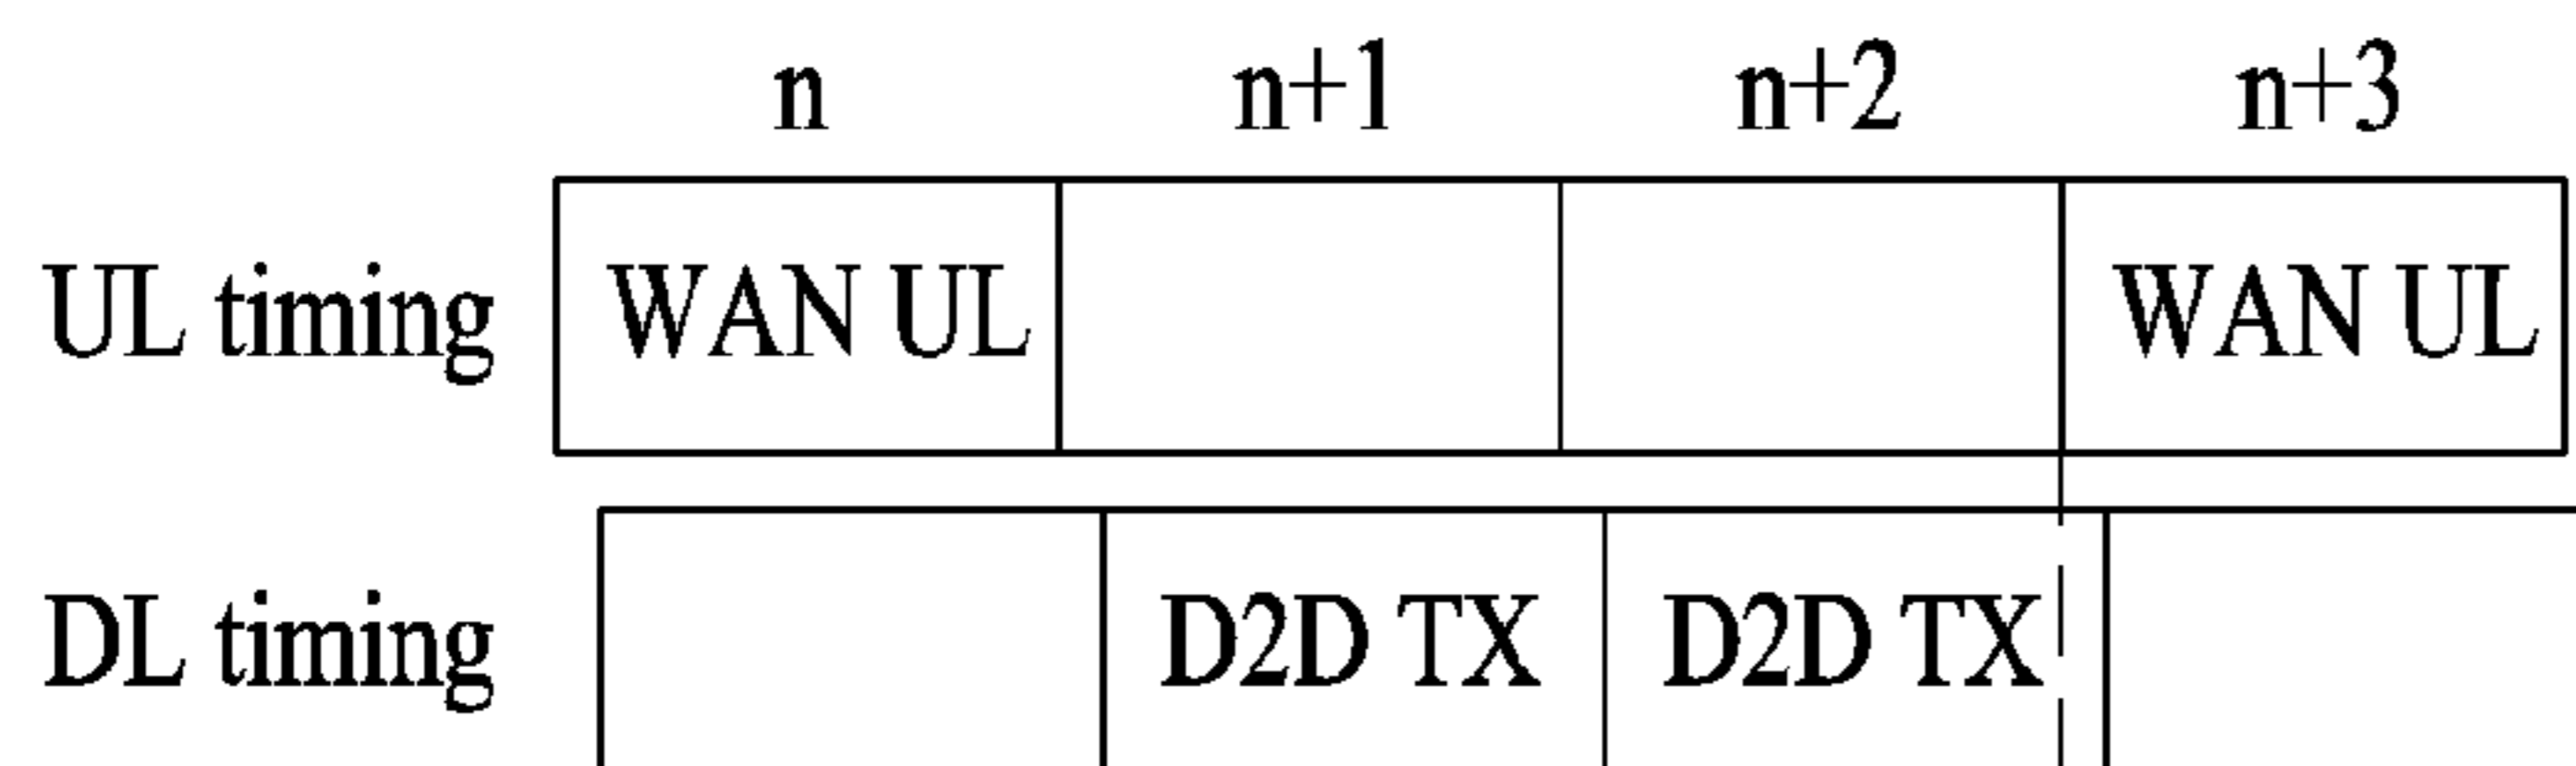 n n+1 n+2 n+3
UL timing WAN UL WAN UL
DL timing D2D TX D2D TX